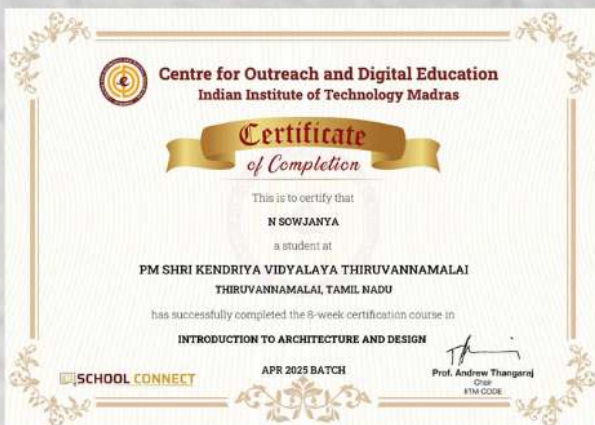 Centre for Outreach and Digital Education
Indian Institute of Technology Madras
Certificate
of Completion
This is to certify that
N SOWJANYA
a student at
PM SHRI KENDRIYA VIDYALAYA THIRUVANNAMALAI
THIRUVANNAMALAI, TAMIL NADU
has successfully completed the 8-week certification course in
INTRODUCTION TO ARCHITECTURE AND DESIGN
APR 2025 BATCH
SCHOOL CONNECT
Prof. Andrew Thangaraj
Chair
IITM CODE